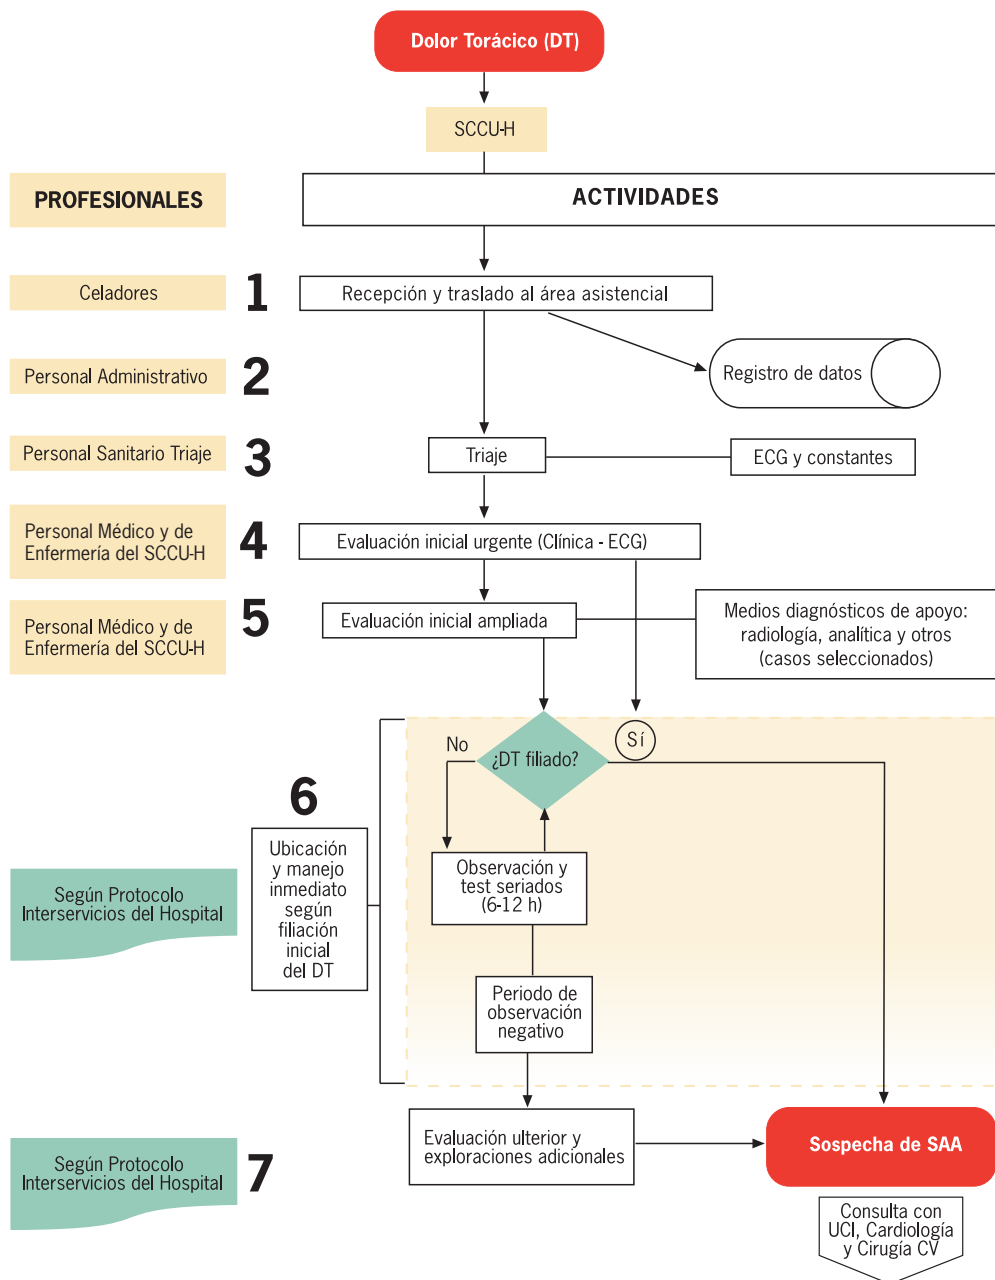 Dolor Torácico (DT)
SCCU-H
PROFESIONALES
ACTIVIDADES
Celadores
1
Recepción y traslado al área asistencial
Personal Administrativo
2
Registro de datos
Personal Sanitario Triaje
3
Triaje
ECG y constantes
Personal Médico y de
Enfermería del SCCU-H
4
Evaluación inicial urgente (Clínica - ECG)
Personal Médico y de
Enfermería del SCCU-H
5
Evaluación inicial ampliada
Medios diagnósticos de apoyo:
radiología, analítica y otros
(casos seleccionados)
No
¿DT filiado?
Sí
6
Ubicación
y manejo
inmediato
según
filiación
inicial
del DT
Según Protocolo
Interservicios del Hospital
Observación y
test seriados
(6-12 h)
Periodo de
observación
negativo
Según Protocolo
Interservicios del Hospital
7
Evaluación ulterior y
exploraciones adicionales
Sospecha de SAA
Consulta con
UCI, Cardiología
y Cirugía CV